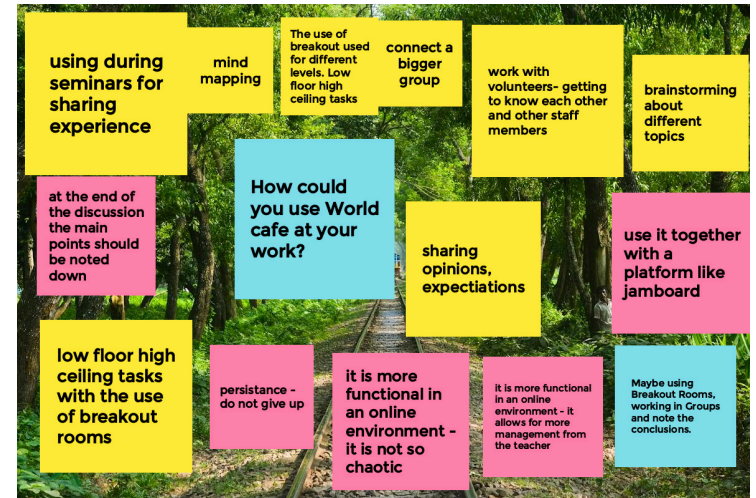 using during
seminars for
sharing
experience
mind
mapping
The use of
breakout used
for different
levels. Low
floor high
ceiling tasks
connect a
bigger
group
work with
volunteers- getting
to know each other
and other staff
members
brainstorming
about
different
topics
at the end of
the discussion
the main
points should
be noted
down
How could
you use World
cafe at your
work?
sharing
opinions,
expectiations
use it together
with a
platform like
jamboard
low floor high
ceiling tasks
with the use
of breakout
rooms
persistance -
do not give up
it is more
functional in
an online
environment -
it is not so
chaotic
it is more functional
in an online
environment - it
allows for more
management from
the teacher
Maybe using
Breakout Rooms,
working in Groups
and note the
conclusions.